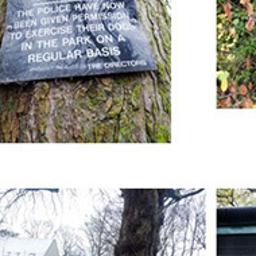 THE POLICE HAVE NOW
BEEN GIVEN PERMISSION
TO EXERCISE THEIR DOGS
IN THE PARK ON A
REGULAR BASIS
THE DIRECTORS